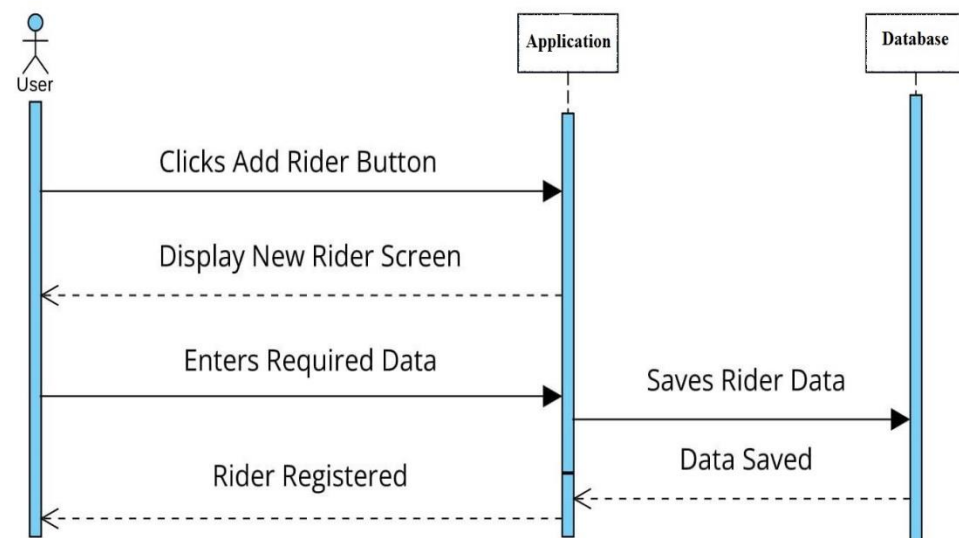 User
Application
Database
Clicks Add Rider Button
Display New Rider Screen
Enters Required Data
Saves Rider Data
Data Saved
Rider Registered